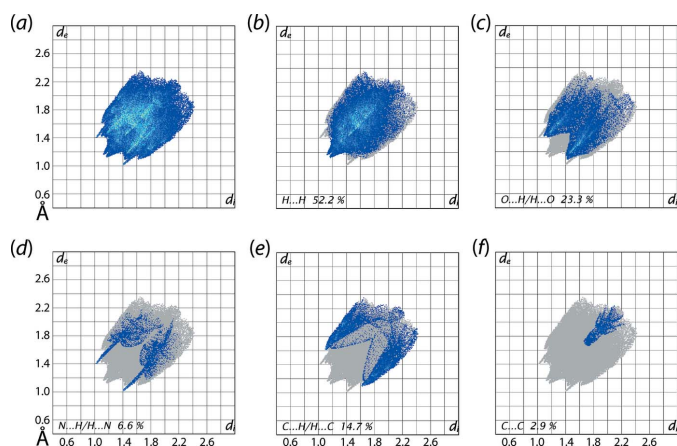 (a)
(b)
(c)
2.6
2.2
1.8
1.4
1.0
0.6
Å
de
di
de
H...H 52.2 %
di
de
O...H/H...O 23.3 %
di
(d)
(e)
(f)
2.6
2.2
1.8
1.4
1.0
0.6
Å
de
N...H/H...N 6.6 %
di
de
C...H/H...C 14.7 %
di
de
C...C 2.9 %
di
0.6 1.0 1.4 1.8 2.2 2.6
0.6 1.0 1.4 1.8 2.2 2.6
0.6 1.0 1.4 1.8 2.2 2.6